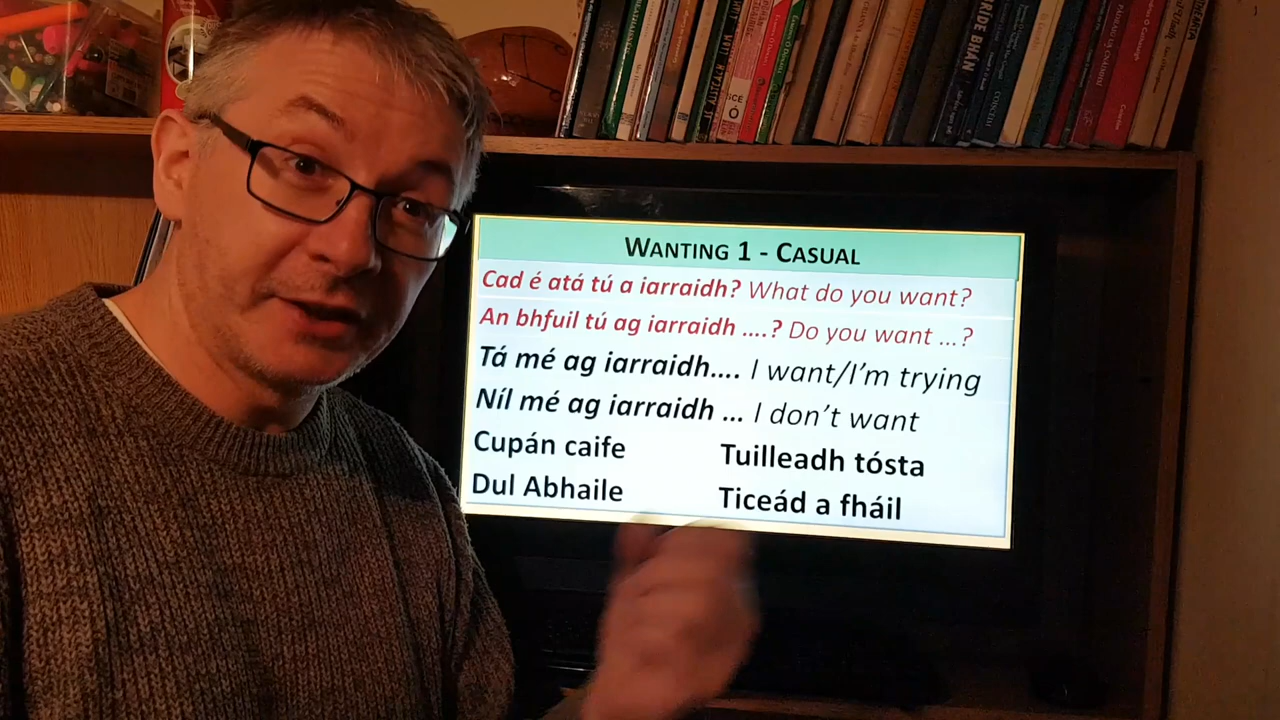 WANTING 1 - CASUAL
Cad é atá tú a iarraidh? What do you want?
An bhfuil tú ag iarraidh ....? Do you want ...?
Tá mé ag iarraidh.... I want/I'm trying
Níl mé ag iarraidh ... I don't want
Cupán caife Tuilleadh tósta
Dul Abhaile Ticeád a fháil